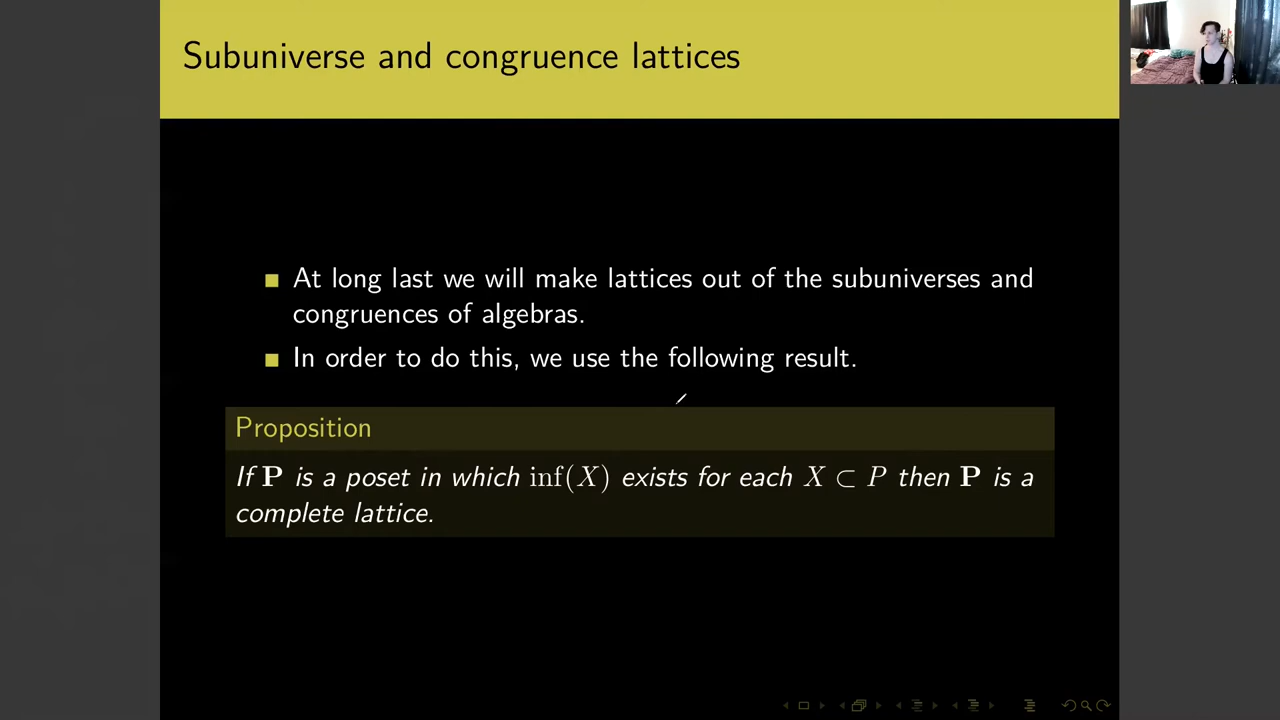 Subuniverse and congruence lattices
At long last we will make lattices out of the subuniverses and
congruences of algebras.
In order to do this, we use the following result.
Proposition
If P is a poset in which inf(X) exists for each X ⊂ P then P is a
complete lattice.